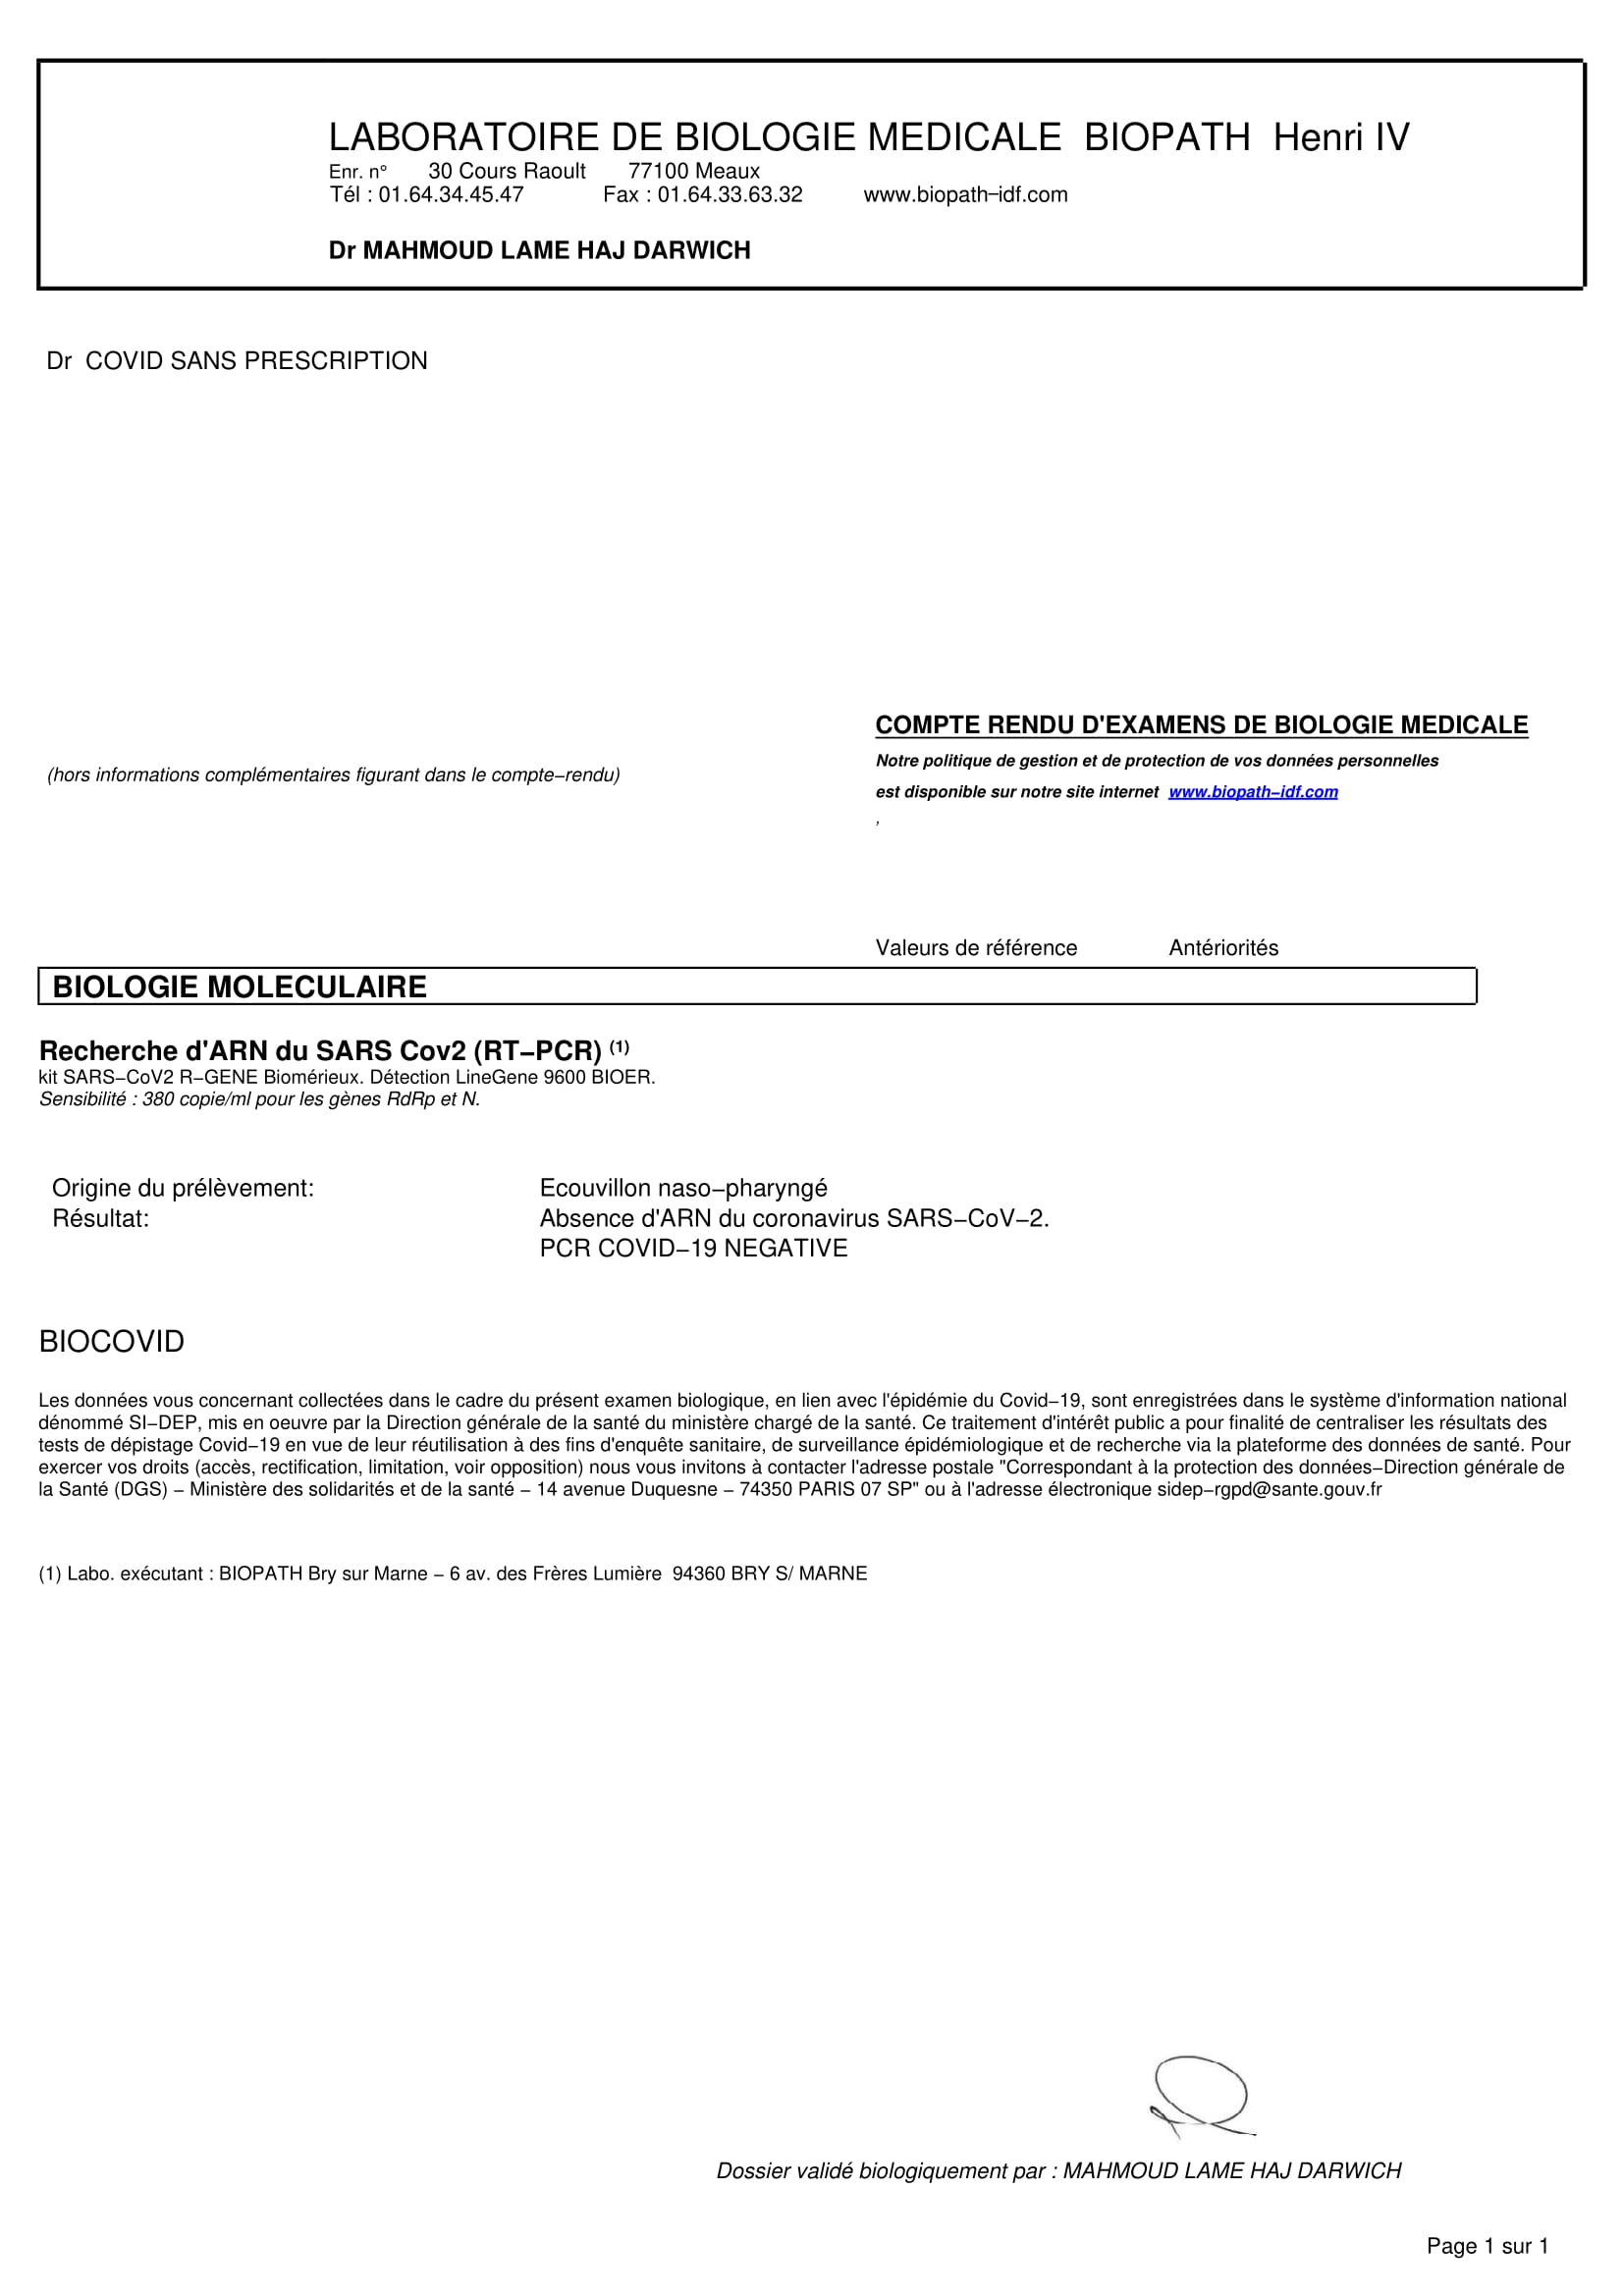 LABORATOIRE DE BIOLOGIE MEDICALE BIOPATH Henri IV
Enr. n° 30 Cours Raoult 77100 Meaux
Tél : 01.64.34.45.47 Fax : 01.64.33.63.32 www.biopath-idf.com
Dr MAHMOUD LAME HAJ DARWICH
Dr COVID SANS PRESCRIPTION
COMPTE RENDU D'EXAMENS DE BIOLOGIE MEDICALE
Notre politique de gestion et de protection de vos données personnelles
(hors informations complémentaires figurant dans le compte-rendu)
est disponible sur notre site internet www.biopath-idf.com
,
Valeurs de référence Antériorités
BIOLOGIE MOLECULAIRE
Recherche d'ARN du SARS Cov2 (RT-PCR) (1)
kit SARS-CoV2 R-GENE Biomérieux. Détection LineGene 9600 BIOER.
Sensibilité : 380 copie/ml pour les gènes RdRp et N.
Origine du prélèvement: Ecouvillon naso-pharyngé
Résultat: Absence d'ARN du coronavirus SARS-CoV-2.
PCR COVID-19 NEGATIVE
BIOCOVID
Les données vous concernant collectées dans le cadre du présent examen biologique, en lien avec l'épidémie du Covid-19, sont enregistrées dans le système d'information national
dénommé SI-DEP, mis en oeuvre par la Direction générale de la santé du ministère chargé de la santé. Ce traitement d'intérêt public a pour finalité de centraliser les résultats des
tests de dépistage Covid-19 en vue de leur réutilisation à des fins d'enquête sanitaire, de surveillance épidémiologique et de recherche via la plateforme des données de santé. Pour
exercer vos droits (accès, rectification, limitation, voir opposition) nous vous invitons à contacter l'adresse postale "Correspondant à la protection des données-Direction générale de
la Santé (DGS) - Ministère des solidarités et de la santé - 14 avenue Duquesne - 74350 PARIS 07 SP" ou à l'adresse électronique sidep-rgpd@sante.gouv.fr
(1) Labo. exécutant : BIOPATH Bry sur Marne - 6 av. des Frères Lumière 94360 BRY S/ MARNE
Dossier validé biologiquement par : MAHMOUD LAME HAJ DARWICH
Page 1 sur 1